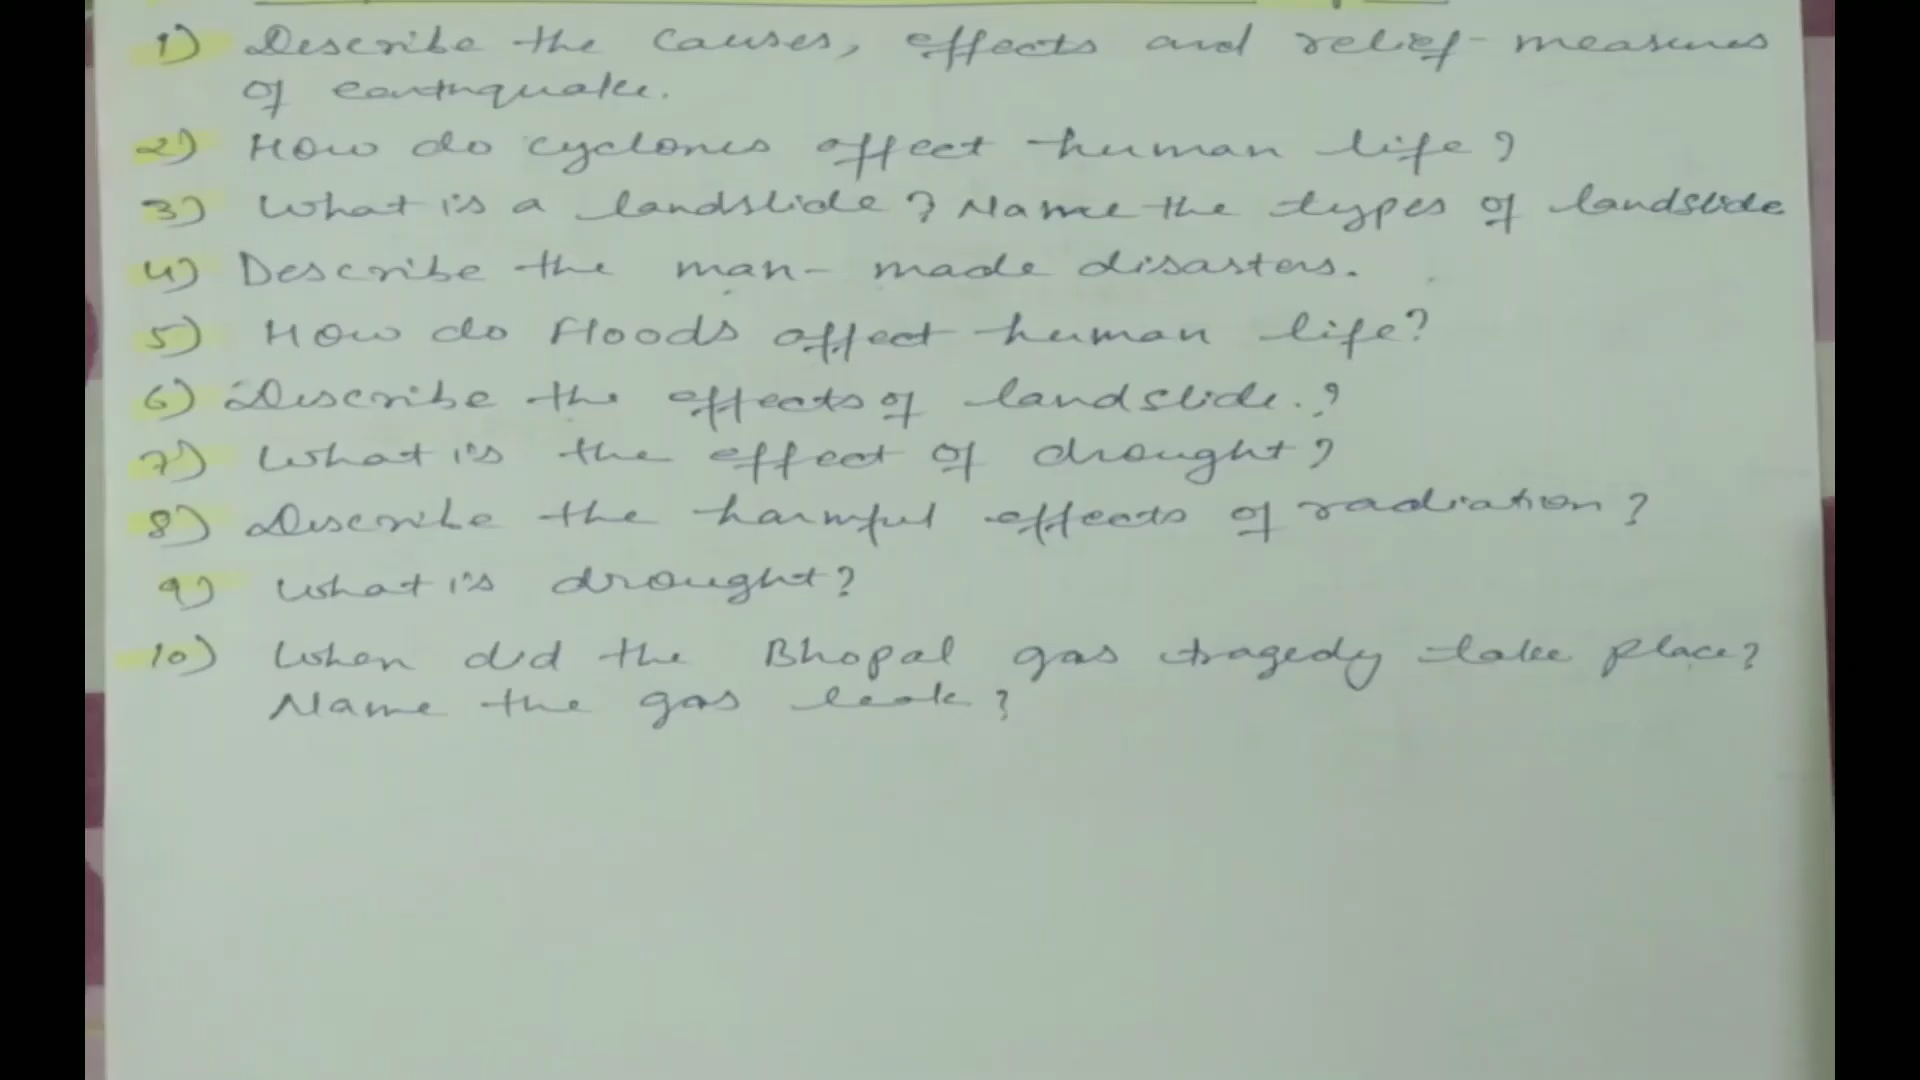 1) Describe the causes, effects and relief-measures
of earthquake.
2) How do cyclones affect human life?
3) What is a landslide? Name the types of landslide
4) Describe the man-made disasters.
5) How do floods affect human life?
6) Describe the effects of landslide.?
7) What is the effect of drought?
8) Describe the harmful effects of radiation?
9) What is drought?
10) When did the Bhopal gas tragedy take place?
Name the gas leak?